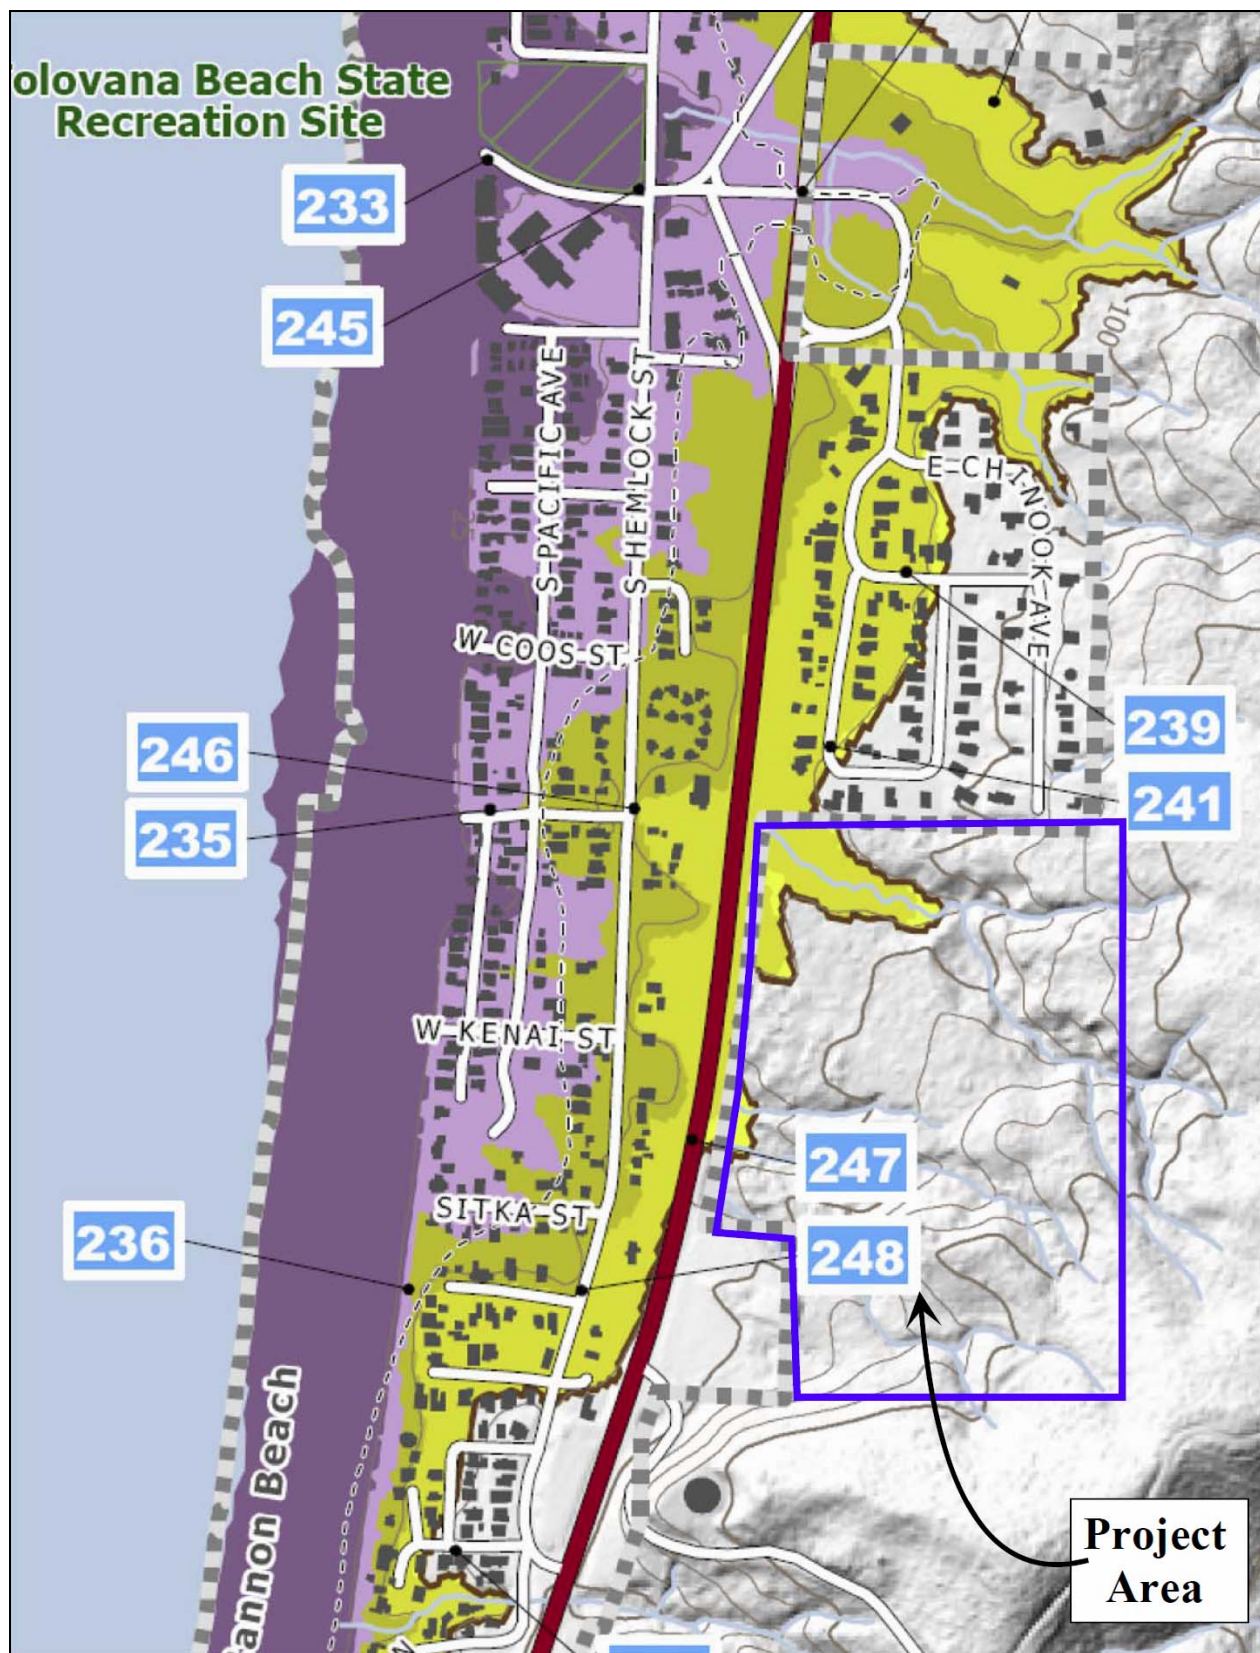 olovana Beach State
Recreation Site
233
245
100
S PACIFIC AVE
S HEMLOCK ST
E CHINOOK AVE
W COOS ST
246
235
239
241
W KENAI ST
247
SITKA ST
236
248
annon Beach
Project
Area